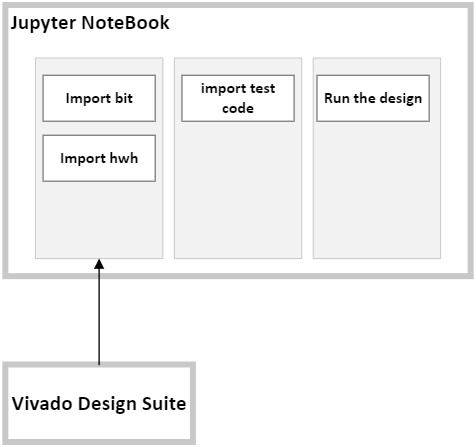 Jupyter NoteBook
Import bit
import test
code
Run the design
Import hwh
Vivado Design Suite